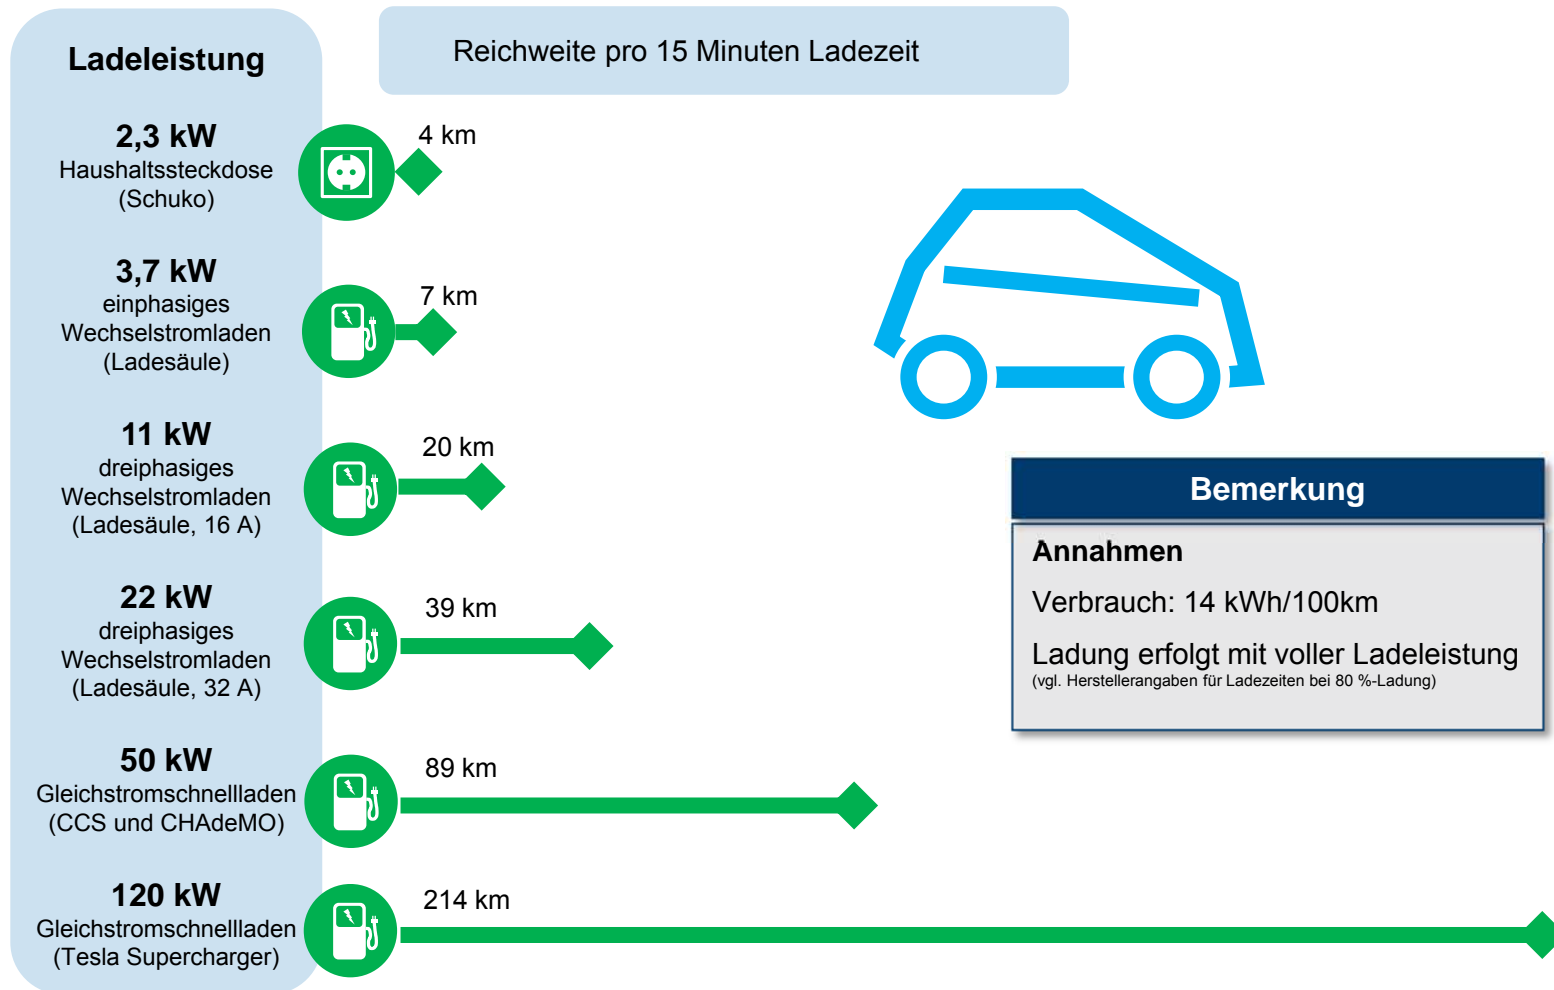 Ladeleistung
Reichweite pro 15 Minuten Ladezeit
2,3 kW
Haushaltssteckdose
(Schuko)
4 km
3,7 kW
einphasiges
Wechselstromladen
(Ladesäule)
7 km
11 kW
dreiphasiges
Wechselstromladen
(Ladesäule, 16 A)
20 km
22 kW
dreiphasiges
Wechselstromladen
(Ladesäule, 32 A)
39 km
50 kW
Gleichstromschnellladen
(CCS und CHAdeMO)
89 km
120 kW
Gleichstromschnellladen
(Tesla Supercharger)
214 km
Bemerkung
Annahmen
Verbrauch: 14 kWh/100km
Ladung erfolgt mit voller Ladeleistung
(vgl. Herstellerangaben für Ladezeiten bei 80 %-Ladung)